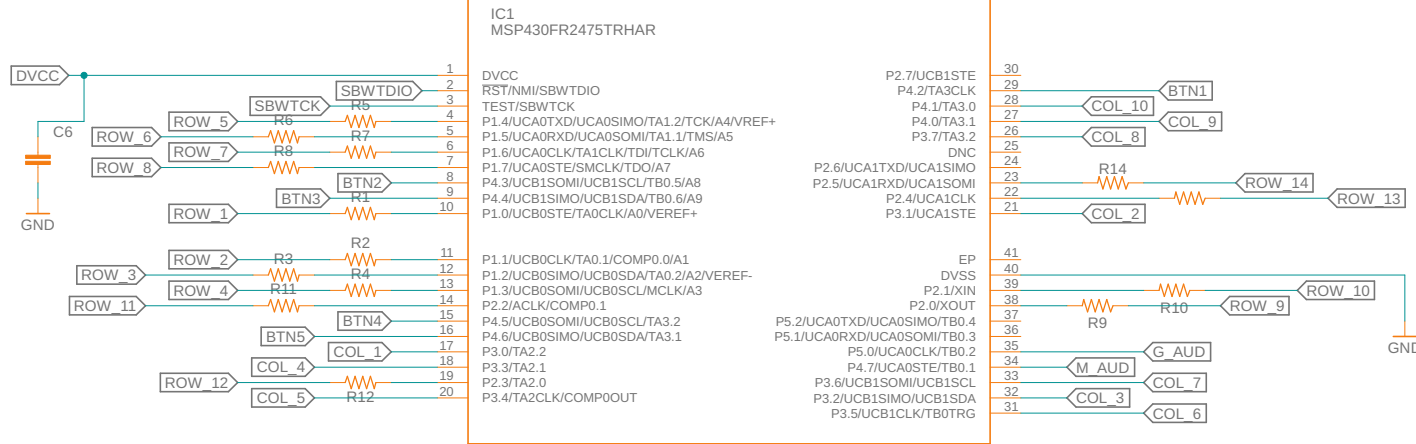 IC1
MSP430FR2475TRHAR
DVCC 1 DVCC P2.7/UCB1STE 30
SBWTDIO 2 RST/NMI/SBWTDIO P4.2/TA3CLK 29 BTN1
SBWTCK R5 3 TEST/SBWTCK P4.1/TA3.0 28 COL_10
ROW_5 4 P1.4/UCA0TXD/UCA0SIMO/TA1.2/TCK/A4/VREF+ P4.0/TA3.1 27 COL_9
C6 ROW_6 R6 R7 5 P1.5/UCA0RXD/UCA0SOMI/TA1.1/TMS/A5 P3.7/TA3.2 26 COL_8
ROW_7 R8 6 P1.6/UCA0CLK/TA1CLK/TDI/TCLK/A6 DNC 25
ROW_8 7 P1.7/UCA0STE/SMCLK/TDO/A7 P2.6/UCA1TXD/UCA1SIMO 24
BTN2 8 P4.3/UCB1SOMI/UCB1SCL/TB0.5/A8 P2.5/UCA1RXD/UCA1SOMI 23 R14 ROW_14
BTN3 R1 9 P4.4/UCB1SIMO/UCB1SDA/TB0.6/A9 P2.4/UCA1CLK 22 ROW_13
ROW_1 10 P1.0/UCB0STE/TA0CLK/A0/VEREF+ P3.1/UCA1STE 21 COL_2
GND
R2
ROW_2 R3 11 P1.1/UCB0CLK/TA0.1/COMP0.0/A1 EP 41
ROW_3 R4 12 P1.2/UCB0SIMO/UCB0SDA/TA0.2/A2/VEREF- DVSS 40
ROW_4 R11 13 P1.3/UCB0SOMI/UCB0SCL/MCLK/A3 P2.1/XIN 39 ROW_10
ROW_11 14 P2.2/ACLK/COMP0.1 P2.0/XOUT 38 R10 ROW_9
BTN4 15 P4.5/UCB0SOMI/UCB0SCL/TA3.2 P5.2/UCA0TXD/UCA0SIMO/TB0.4 37 R9
BTN5 16 P4.6/UCB0SIMO/UCB0SDA/TA3.1 P5.1/UCA0RXD/UCA0SOMI/TB0.3 36
COL_1 17 P3.0/TA2.2 P5.0/UCA0CLK/TB0.2 35 G_AUD GND
COL_4 18 P3.3/TA2.1 P4.7/UCA0STE/TB0.1 34 M_AUD
ROW_12 19 P2.3/TA2.0 P3.6/UCB1SOMI/UCB1SCL 33 COL_7
COL_5 R12 20 P3.4/TA2CLK/COMP0OUT P3.2/UCB1SIMO/UCB1SDA 32 COL_3
P3.5/UCB1CLK/TB0TRG 31 COL_6